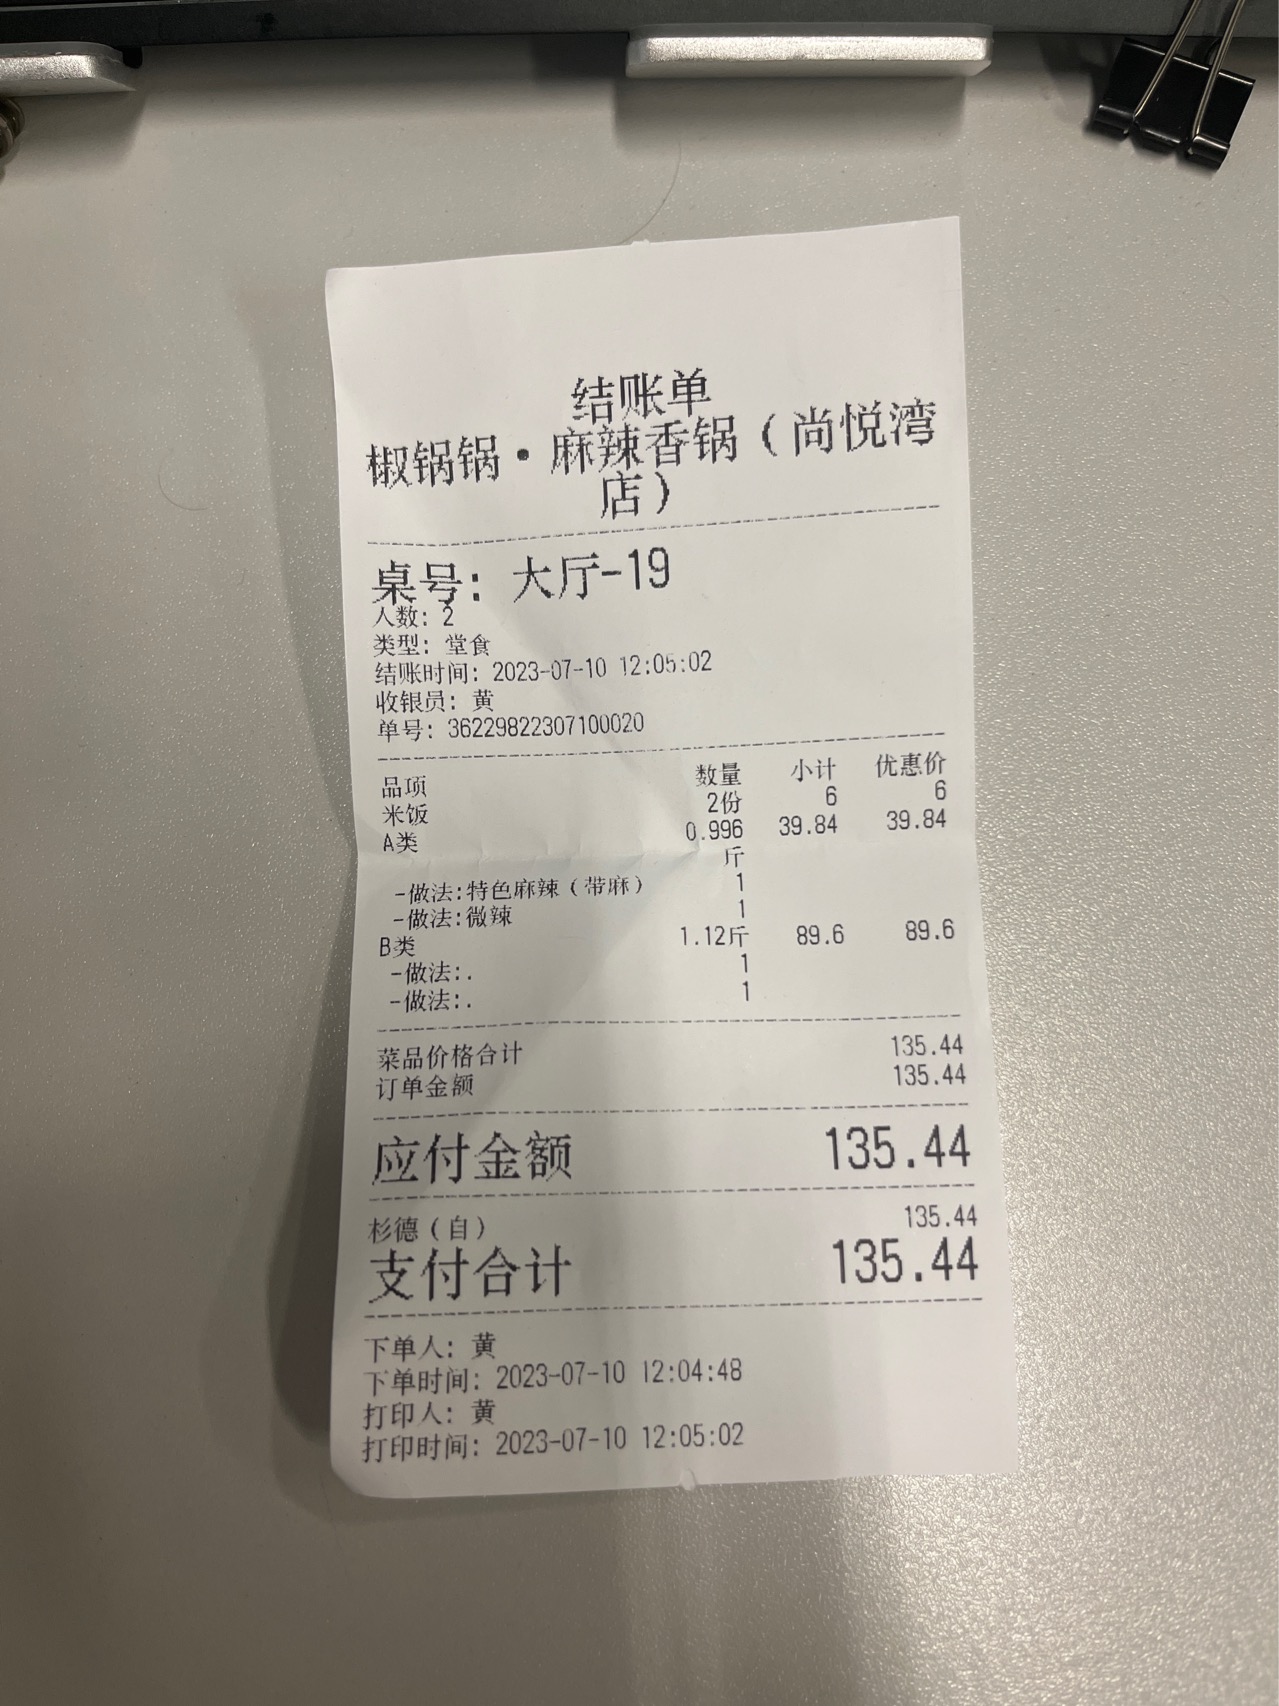 结账单
椒锅锅·麻辣香锅（尚悦湾
店）
桌号：大厅-19
人数：2
类型：堂食
结账时间：2023-07-10 12:05:02
收银员：黄
单号：36229822307100020
品项 数量 小计 优惠价
米饭 2份 6 6
A类 0.996 39.84 39.84
斤
-做法:特色麻辣（带麻） 1
-做法:微辣 1
B类 1.12斤 89.6 89.6
-做法:. 1
-做法:. 1
菜品价格合计 135.44
订单金额 135.44
应付金额 135.44
杉德（自） 135.44
支付合计 135.44
下单人：黄
下单时间：2023-07-10 12:04:48
打印人：黄
打印时间：2023-07-10 12:05:02